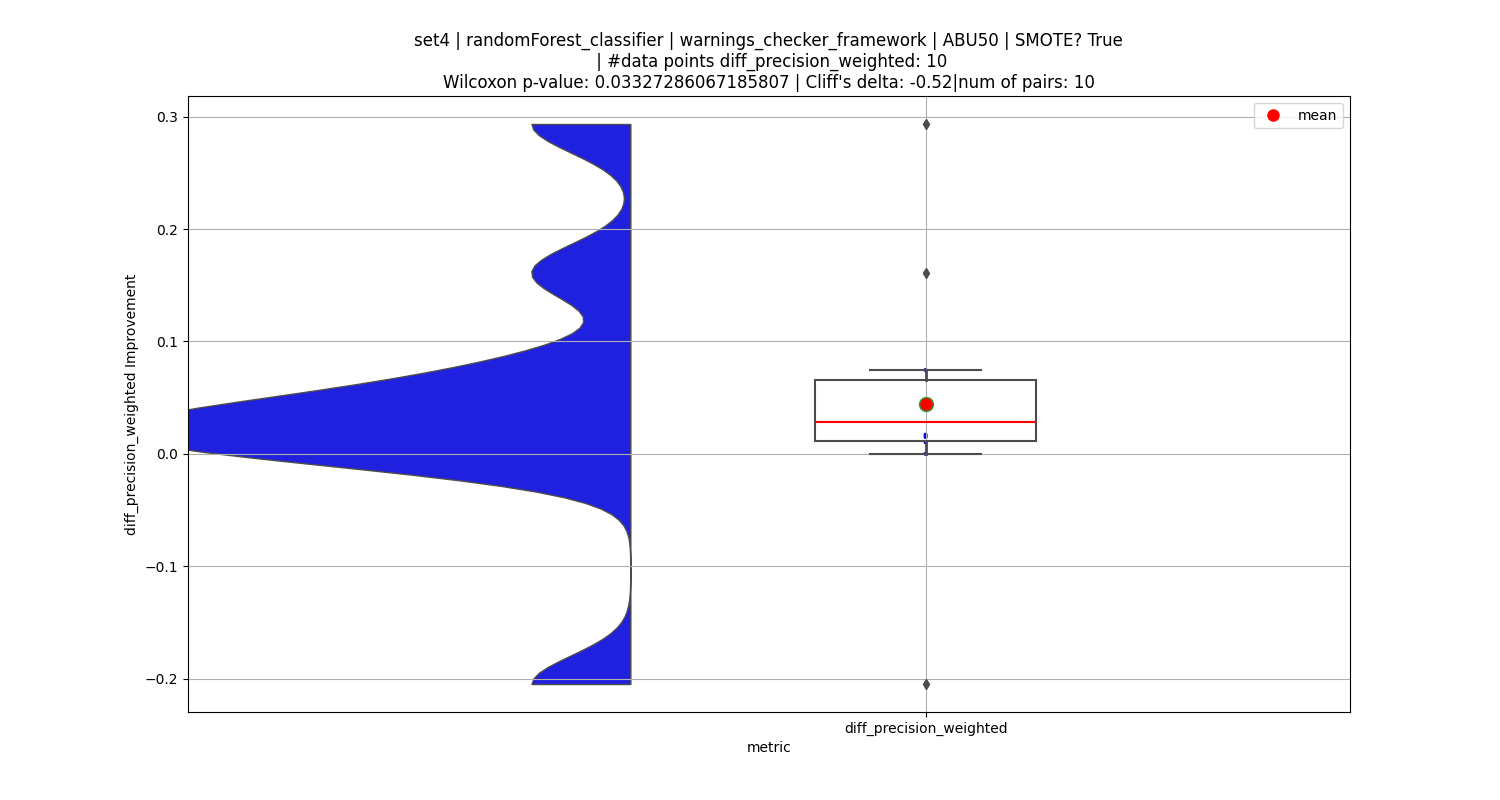 set4 | randomForest_classifier | warnings_checker_framework | ABU50 | SMOTE? True
| #data points diff_precision_weighted: 10
Wilcoxon p-value: 0.03327286067185807 | Cliff's delta: -0.52|num of pairs: 10
mean
0.3
0.2
0.1
0.0
−0.1
−0.2
diff_precision_weighted Improvement
diff_precision_weighted
metric